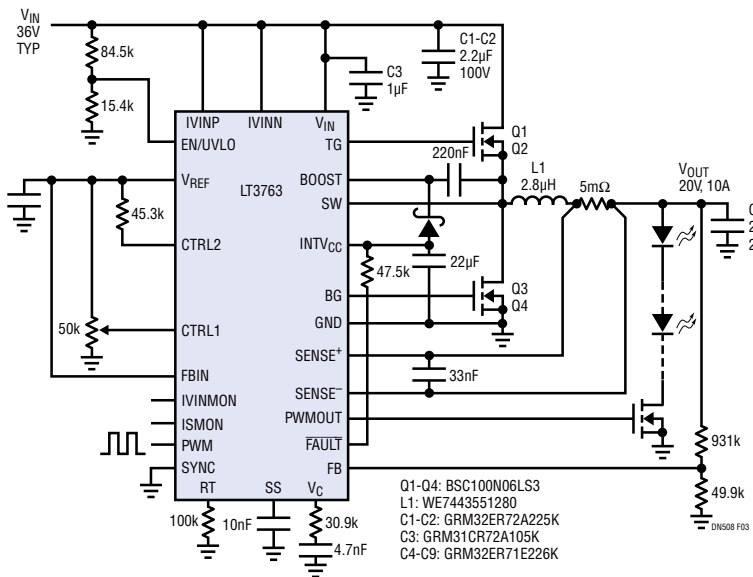 VIN
36V
TYP
84.5k
15.4k
C3
1µF
C1-C2
2.2µF
100V
IVINP
IVINN
VIN
EN/UVLO
TG
Q1
Q2
220nF
VREF
LT3763
BOOST
L1
2.8µH
5mΩ
VOUT
20V, 10A
SW
45.3k
CTRL2
INTVCC
47.5k
22µF
BG
Q3
Q4
50k
CTRL1
GND
SENSE+
FBIN
33nF
IVINMON
SENSE–
ISMON
PWMOUT
PWM
FAULT
931k
SYNC
FB
RT
SS
VC
49.9k
100k
10nF
30.9k
4.7nF
Q1-Q4: BSC100N06LS3
L1: WE7443551280
C1-C2: GRM32ER72A225K
C3: GRM31CR72A105K
C4-C9: GRM32ER71E226K
DN508 F03